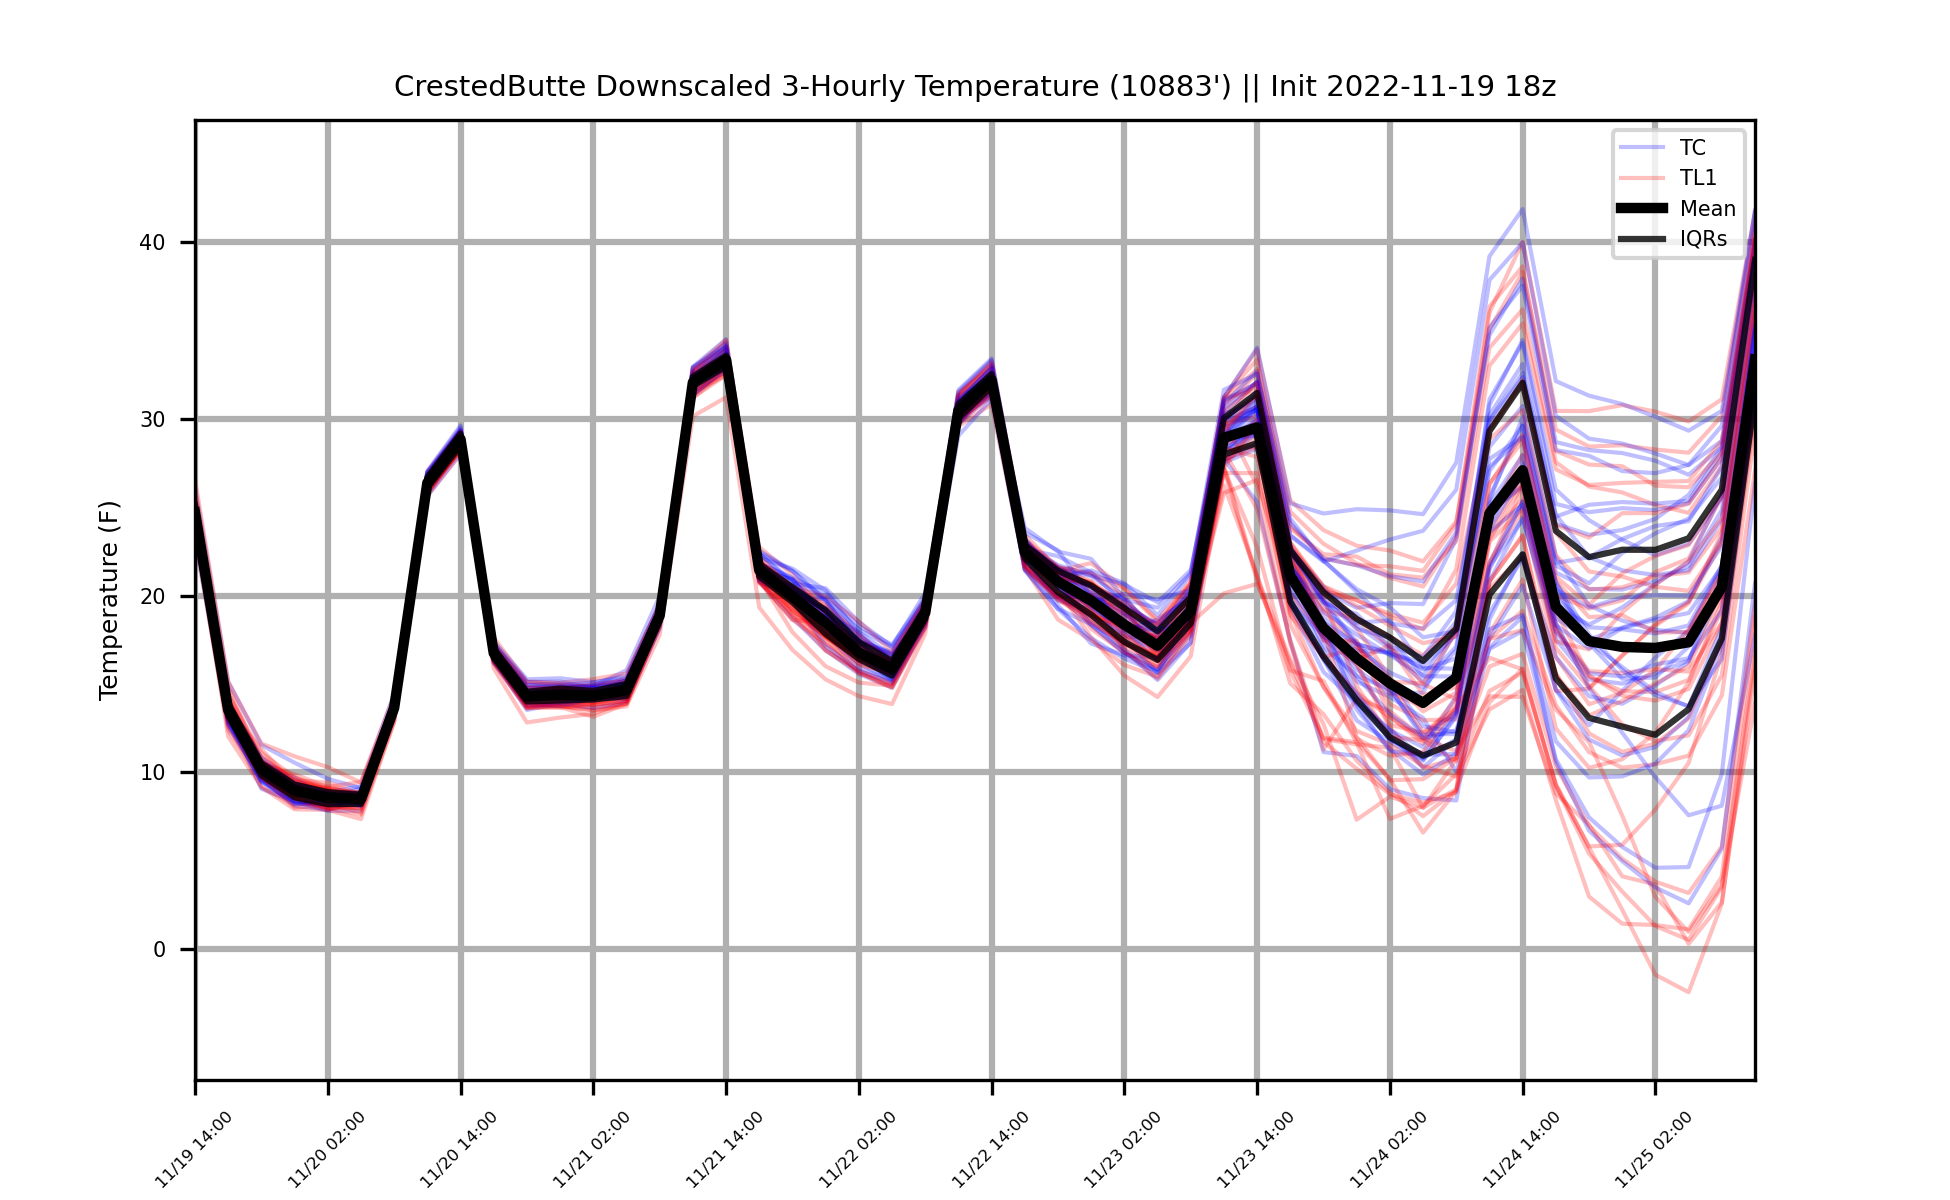 CrestedButte Downscaled 3-Hourly Temperature (10883') || Init 2022-11-19 18z
TC
TL1
Mean
IQRs
Temperature (F)
40
30
20
10
0
11/19 14:00
11/20 02:00
11/20 14:00
11/21 02:00
11/21 14:00
11/22 02:00
11/22 14:00
11/23 02:00
11/23 14:00
11/24 02:00
11/24 14:00
11/25 02:00